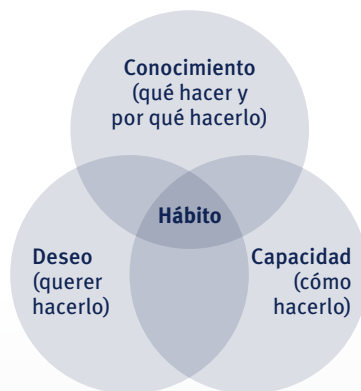 Conocimiento
(qué hacer y
por qué hacerlo)
Hábito
Deseo
(querer
hacerlo)
Capacidad
(cómo
hacerlo)